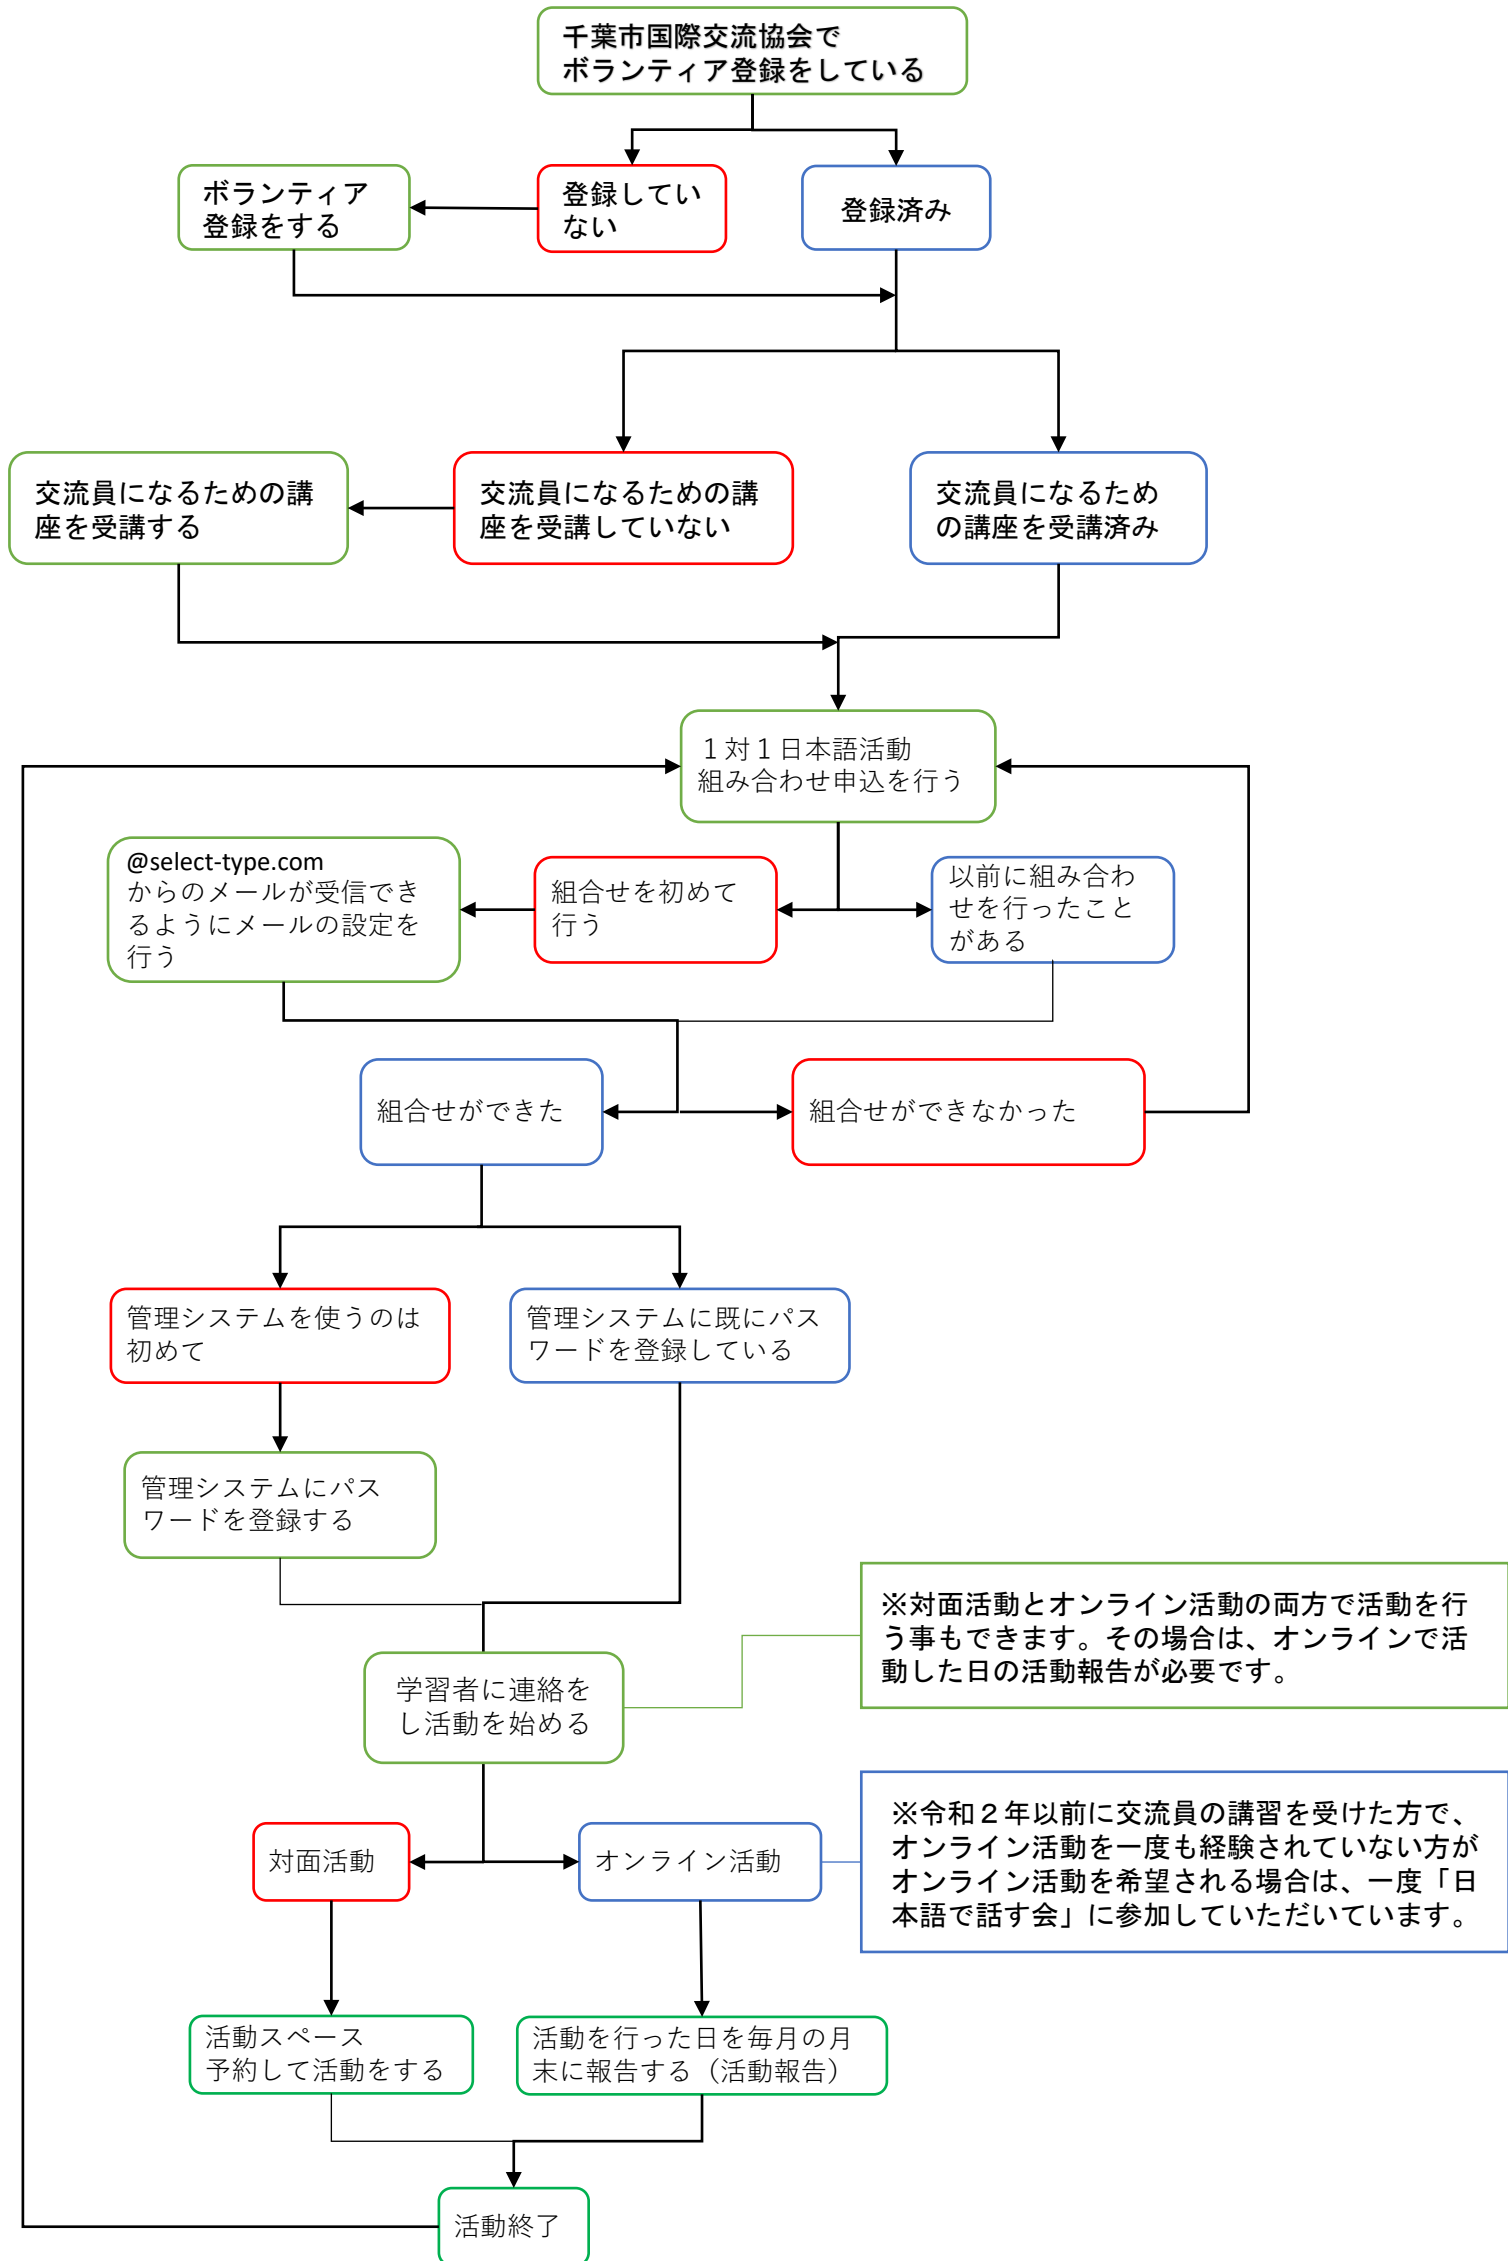 千葉市国際交流協会で
ボランティア登録をしている
ボランティア
登録をする
登録してい
ない
登録済み
交流員になるための講
座を受講する
交流員になるための講
座を受講していない
交流員になるため
の講座を受講済み
１対１日本語活動
組み合わせ申込を行う
@select-type.com
からのメールが受信でき
るようにメールの設定を
行う
組合せを初めて
行う
以前に組み合わ
せを行ったこと
がある
組合せができた
組合せができなかった
管理システムを使うのは
初めて
管理システムに既にパス
ワードを登録している
管理システムにパス
ワードを登録する
※対面活動とオンライン活動の両方で活動を行
う事もできます。その場合は、オンラインで活
動した日の活動報告が必要です。
学習者に連絡を
し活動を始める
※令和２年以前に交流員の講習を受けた方で、
オンライン活動を一度も経験されていない方が
オンライン活動を希望される場合は、一度「日
本語で話す会」に参加していただいています。
対面活動
オンライン活動
活動スペース
予約して活動をする
活動を行った日を毎月の月
末に報告する（活動報告）
活動終了